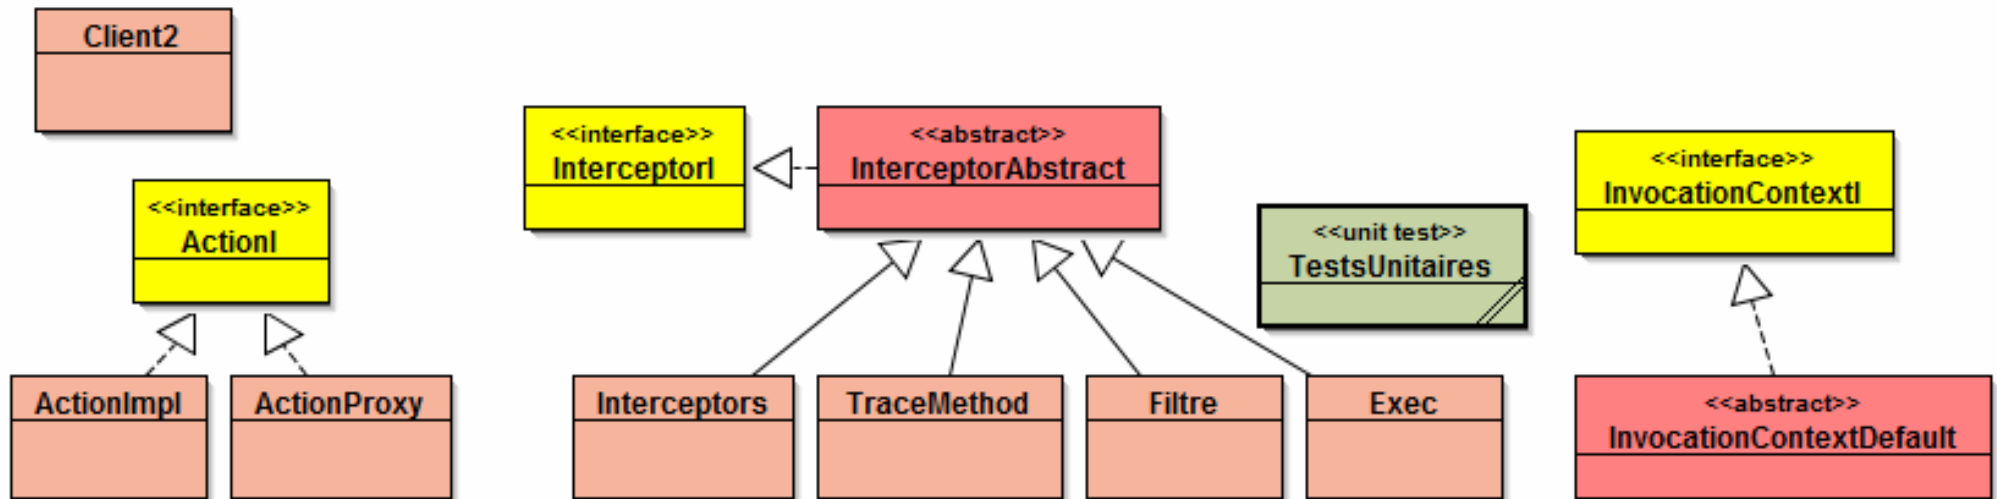 Client2
<<interface>>
ActionI
ActionImpl
ActionProxy
<<interface>>
InterceptorI
<<abstract>>
InterceptorAbstract
Interceptors
TraceMethod
Filtre
Exec
<<unit test>>
TestsUnitaires
<<interface>>
InvocationContextI
<<abstract>>
InvocationContextDefault